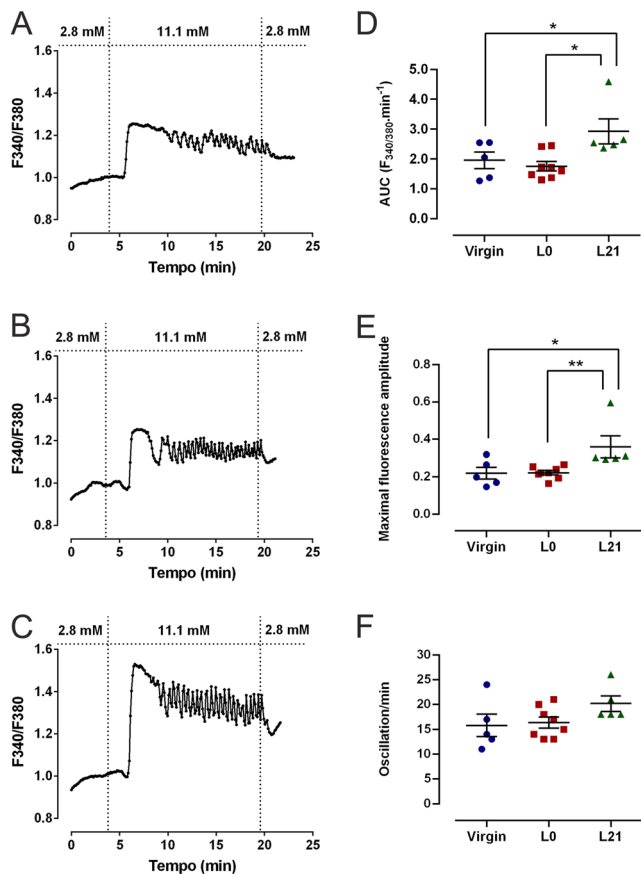 A
2.8 mM 11.1 mM 2.8 mM
1.6
1.4
1.2
1.0
0.8
F340/F380
0 5 10 15 20 25
Tempo (min)
B
2.8 mM 11.1 mM 2.8 mM
1.6
1.4
1.2
1.0
0.8
F340/F380
0 5 10 15 20 25
Tempo (min)
C
2.8 mM 11.1 mM 2.8 mM
1.6
1.4
1.2
1.0
0.8
F340/F380
0 5 10 15 20 25
Tempo (min)
D
*
*
5.0
4.0
3.0
2.0
1.0
0.0
AUC (F340/380.min-1)
Virgin L0 L21
E
*
**
0.8
0.6
0.4
0.2
0.0
Maximal fluorescence amplitude
Virgin L0 L21
F
30
25
20
15
10
5
0
Oscillation/min
Virgin L0 L21